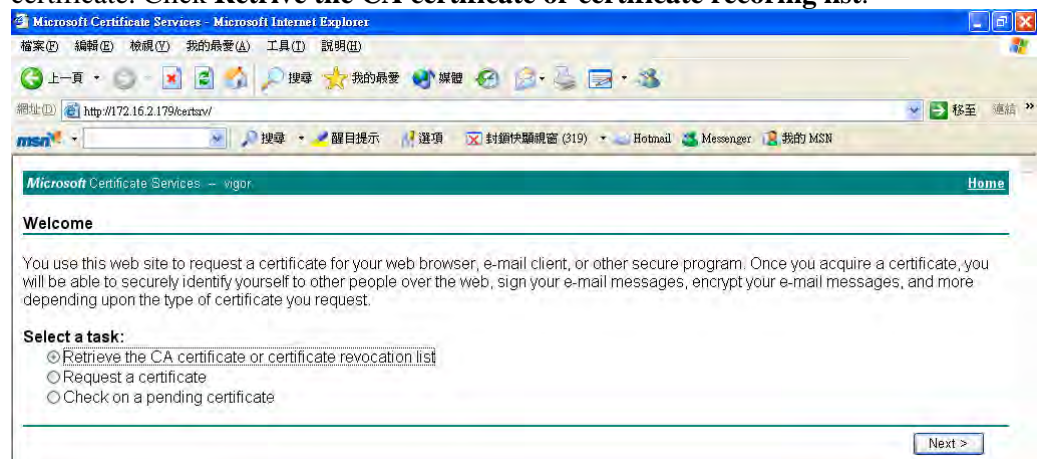 certificate. Click Retrive the CA certificate or certificate recoring list.
Microsoft Certificate Services - Microsoft Internet Explorer
檔案(F) 編輯(E) 檢視(V) 我的最愛(A) 工具(T) 說明(H)
上一頁 搜尋 我的最愛 媒體
網址(D) http://172.16.2.179/certsrv/ 移至 連結 »
msn 搜尋 醒目提示 選項 封鎖快顯視窗 (319) Hotmail Messenger 我的 MSN
Microsoft Certificate Services -- vigor Home
Welcome
You use this web site to request a certificate for your web browser, e-mail client, or other secure program. Once you acquire a certificate, you
will be able to securely identify yourself to other people over the web, sign your e-mail messages, encrypt your e-mail messages, and more
depending upon the type of certificate you request.
Select a task:
Retrieve the CA certificate or certificate revocation list
Request a certificate
Check on a pending certificate
Next >